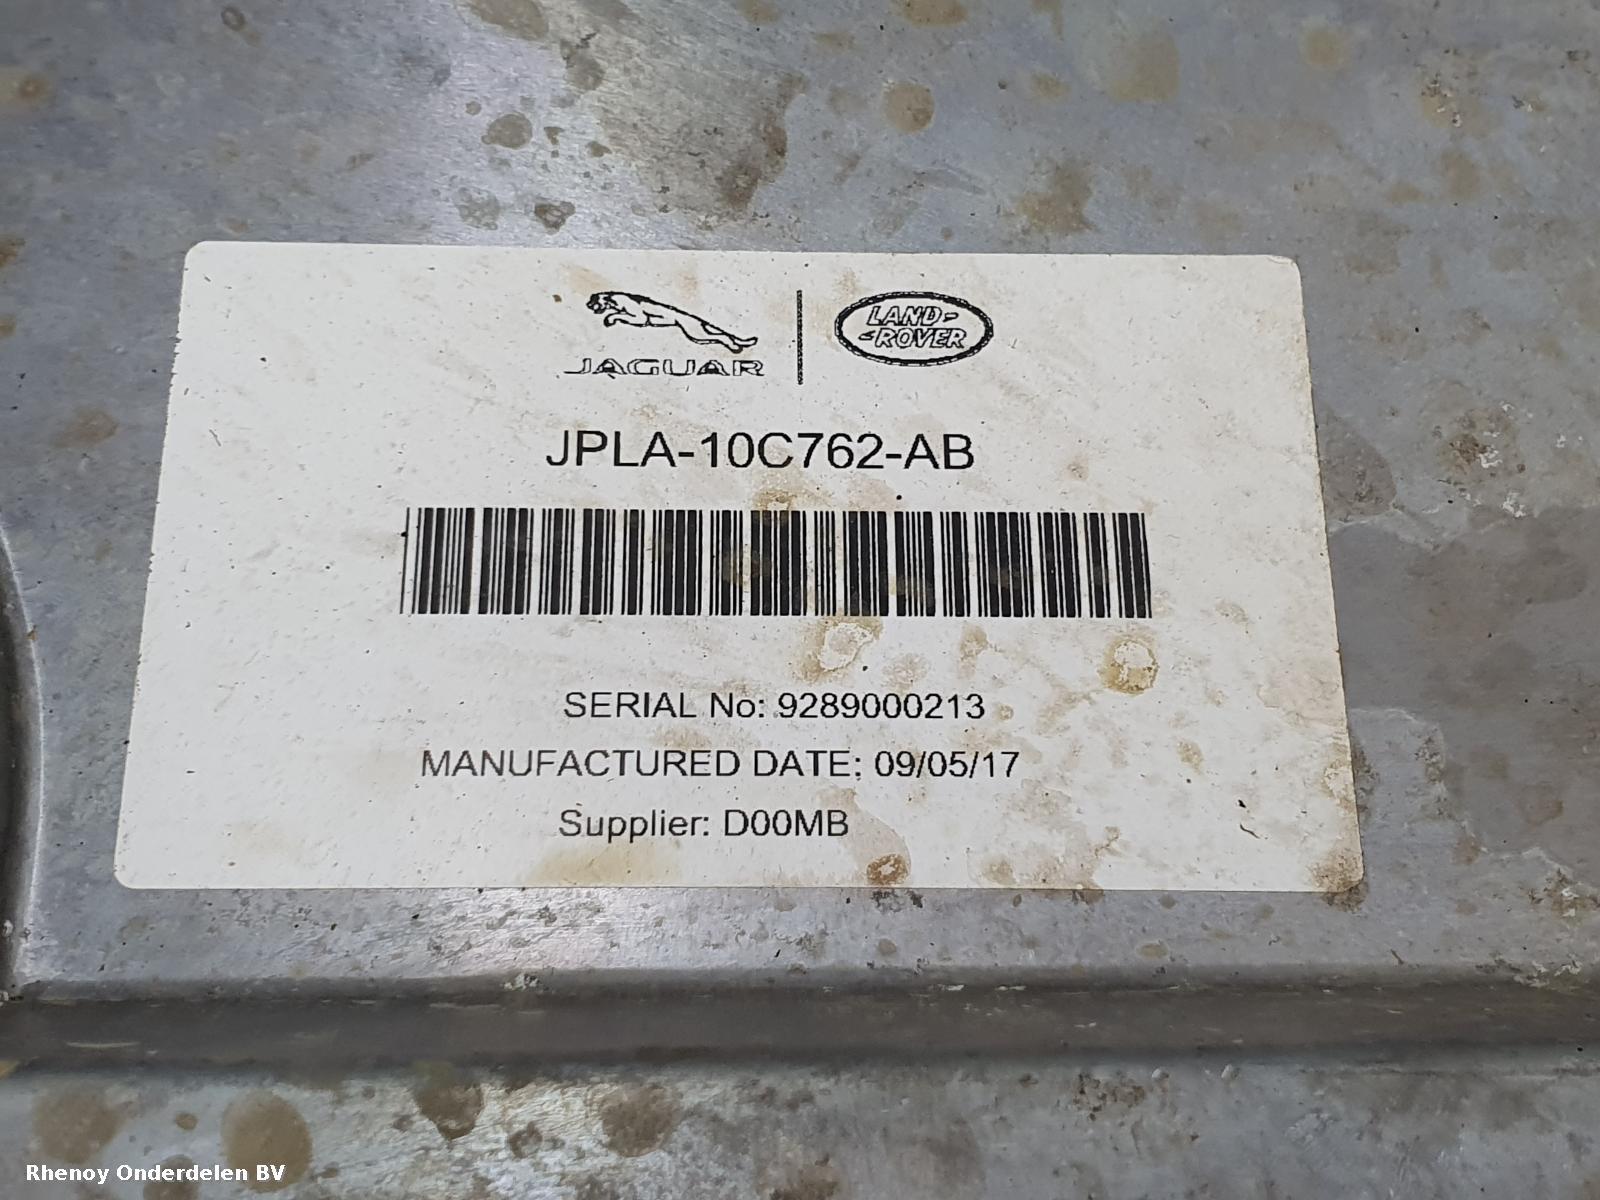 JAGUAR
LAND-
-ROVER
JPLA-10C762-AB
SERIAL No: 9289000213
MANUFACTURED DATE: 09/05/17
Supplier: D00MB
Rhenoy Onderdelen BV